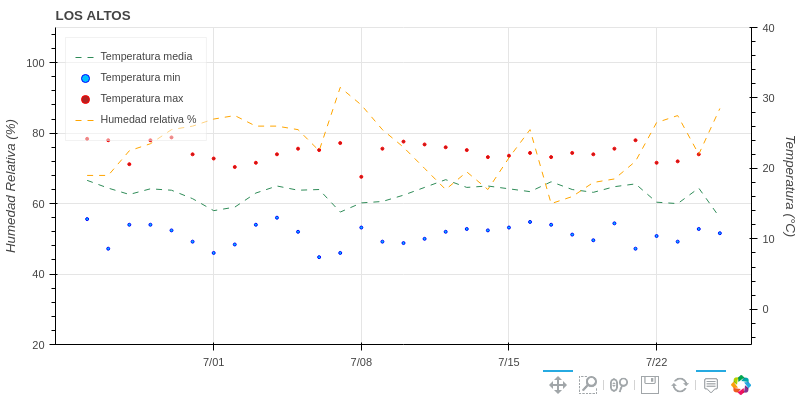 LOS ALTOS
Temperatura media
Temperatura min
Temperatura max
Humedad relativa %
Humedad Relativa (%)
100
80
60
40
20
Temperatura (°C)
40
30
20
10
0
7/01
7/08
7/15
7/22